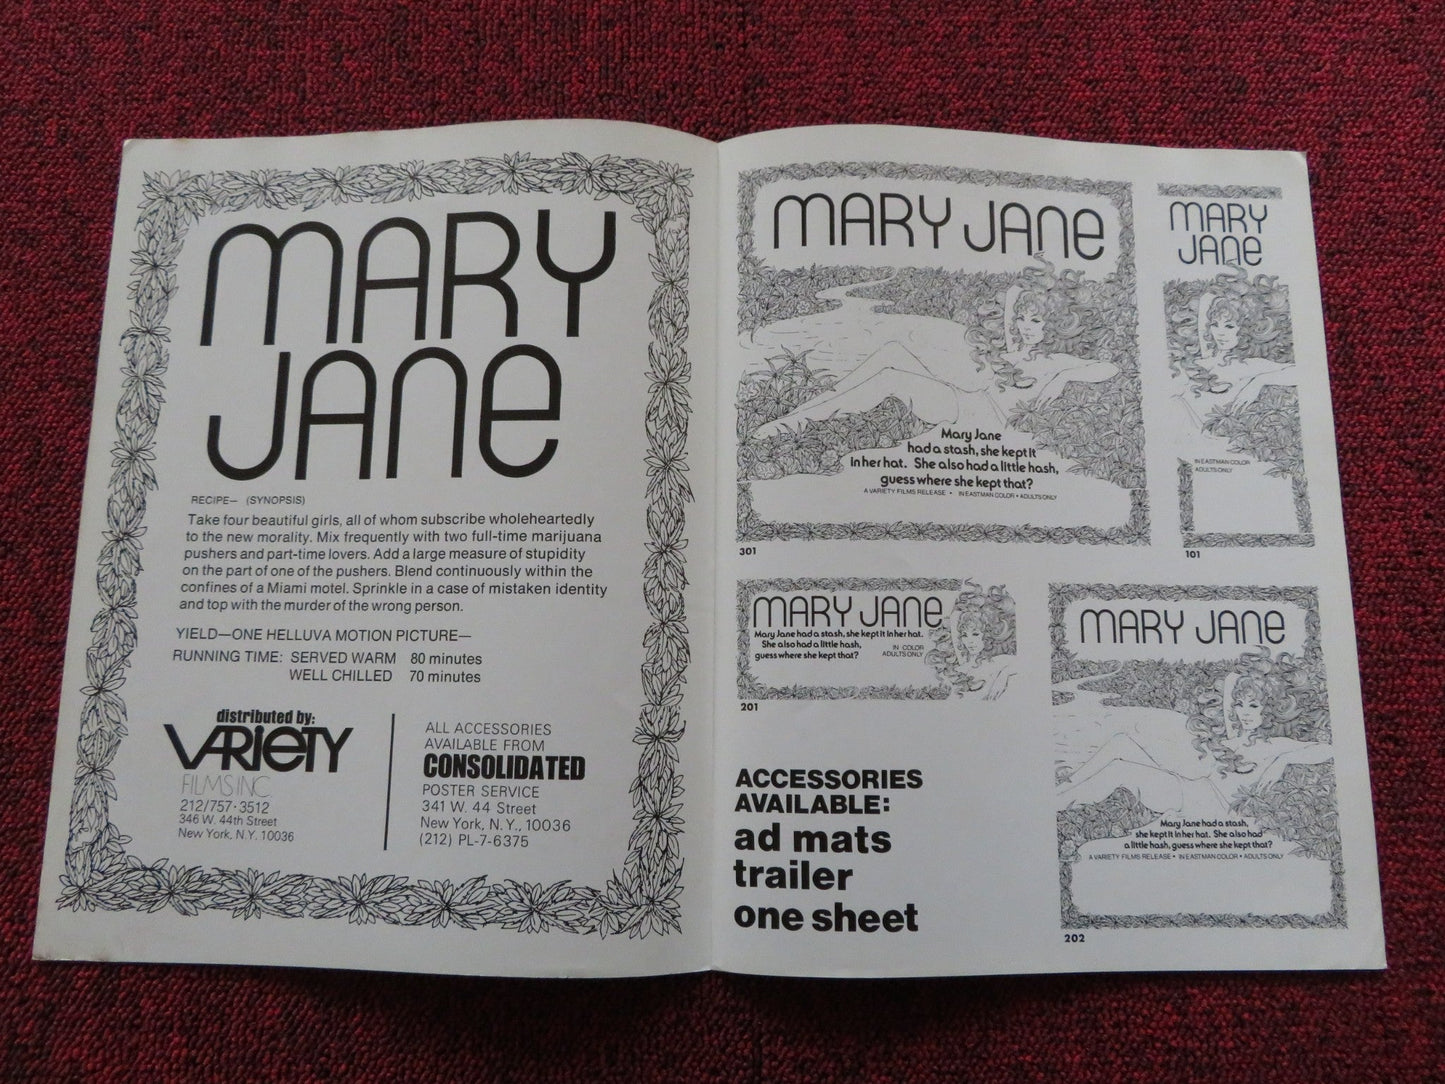 MARY
JANE
RECIPE— (SYNOPSIS)
Take four beautiful girls, all of whom subscribe wholeheartedly
to the new morality. Mix frequently with two full-time marijuana
pushers and part-time lovers. Add a large measure of stupidity
on the part of one of the pushers. Blend continuously within the
confines of a Miami motel. Sprinkle in a case of mistaken identity
and top with the murder of the wrong person.
YIELD—ONE HELLUVA MOTION PICTURE—
RUNNING TIME: SERVED WARM 80 minutes
WELL CHILLED 70 minutes
distributed by:
VARIETY
FILMS INC.
212/757·3512
346 W. 44th Street
New York, N.Y. 10036
ALL ACCESSORIES
AVAILABLE FROM
CONSOLIDATED
POSTER SERVICE
341 W. 44 Street
New York, N.Y., 10036
(212) PL-7-6375
MARY JANE
Mary Jane
had a stash, she kept it
in her hat. She also had a little hash,
guess where she kept that?
A VARIETY FILMS RELEASE • IN EASTMAN COLOR • ADULTS ONLY
301
MARY
JANE
IN EASTMAN COLOR
ADULTS ONLY
101
MARY JANE
Mary Jane had a stash, she kept it in her hat.
She also had a little hash,
guess where she kept that?
IN COLOR
ADULTS ONLY
201
MARY JANE
Mary Jane had a stash,
she kept it in her hat. She also had
a little hash, guess where she kept that?
A VARIETY FILMS RELEASE • IN EASTMAN COLOR • ADULTS ONLY
202
ACCESSORIES
AVAILABLE:
ad mats
trailer
one sheet